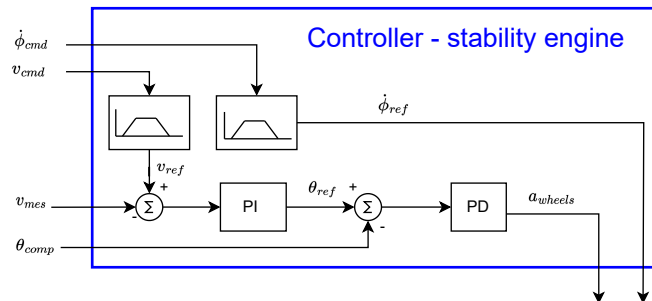 Controller - stability engine
ϕ̇cmd
vcmd
ϕ̇ref
vref
+
vmes
-
Σ
PI
θref
+
Σ
-
PD
awheels
θcomp